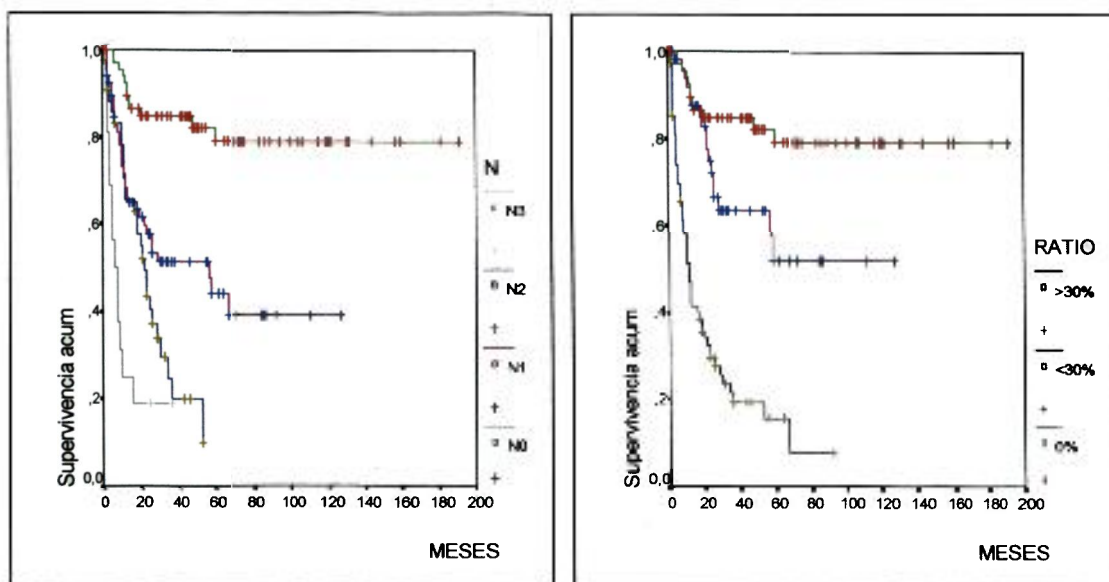 1,0
,8
,6
,4
,2
0,0
0 20 40 60 80 100 120 140 160 180 200
Supervivencia acum
MESES
N
N3
N2
N1
N0
1,0
,8
,6
,4
,2
0,0
0 20 40 60 80 100 120 140 160 180 200
Supervivencia acum
MESES
RATIO
>30%
<30%
0%